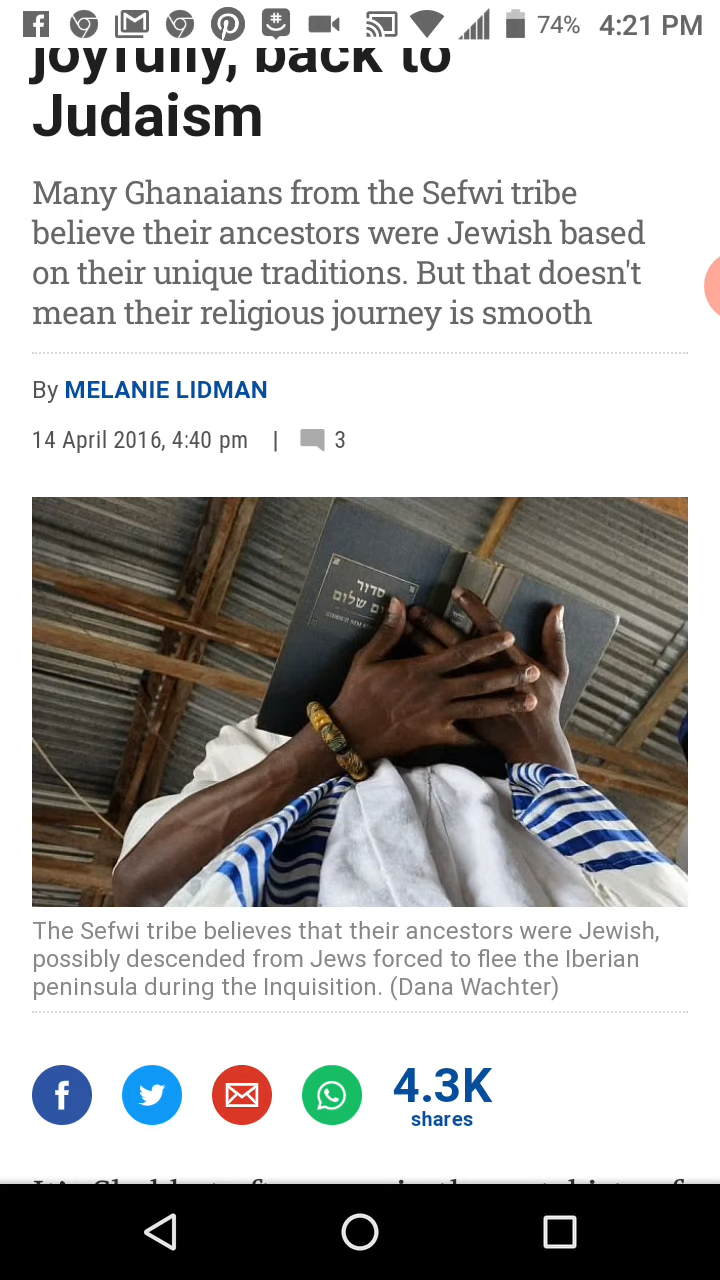 74% 4:21 PM
joyfully, back to
Judaism
Many Ghanaians from the Sefwi tribe
believe their ancestors were Jewish based
on their unique traditions. But that doesn't
mean their religious journey is smooth
By MELANIE LIDMAN
14 April 2016, 4:40 pm | 3
סדור
שלום
SIDDUR SIM
The Sefwi tribe believes that their ancestors were Jewish,
possibly descended from Jews forced to flee the Iberian
peninsula during the Inquisition. (Dana Wachter)
4.3K
shares